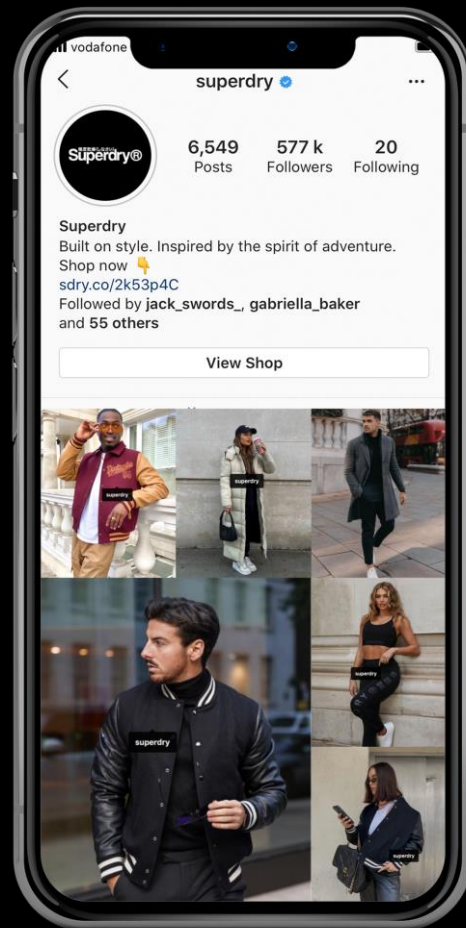 vodafone
superdry
...
Superdry®
6,549 577 k 20
Posts Followers Following
Superdry
Built on style. Inspired by the spirit of adventure.
Shop now 👇
sdry.co/2k53p4C
Followed by jack_swords_, gabriella_baker
and 55 others
View Shop
superdry
superdry
superdry
superdry
superdry